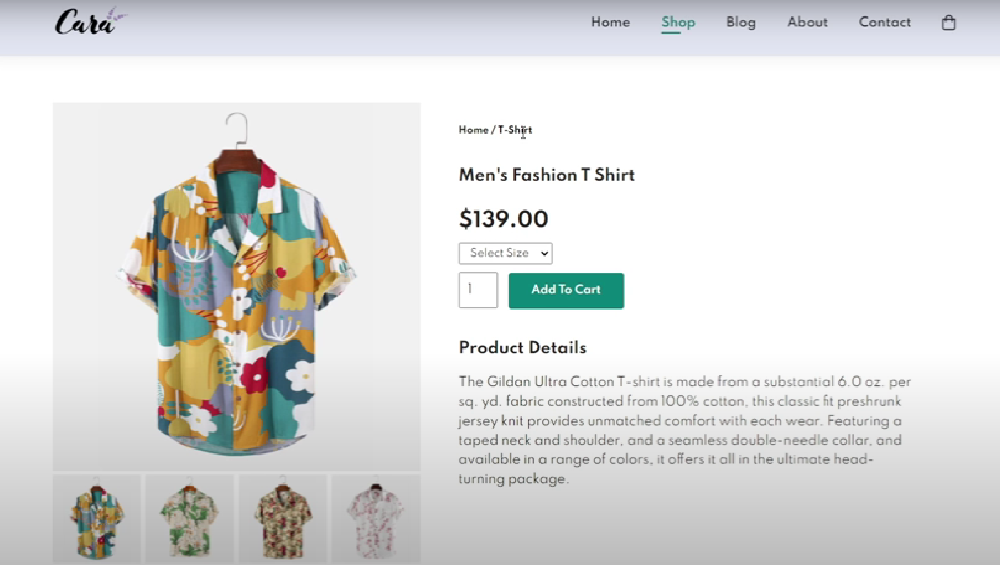 Cara
Home Shop Blog About Contact
Home / T-Shirt
Men's Fashion T Shirt
$139.00
Select Size
1
Add To Cart
Product Details
The Gildan Ultra Cotton T-shirt is made from a substantial 6.0 oz. per
sq. yd. fabric constructed from 100% cotton, this classic fit preshrunk
jersey knit provides unmatched comfort with each wear. Featuring a
taped neck and shoulder, and a seamless double-needle collar, and
available in a range of colors, it offers it all in the ultimate head-
turning package.